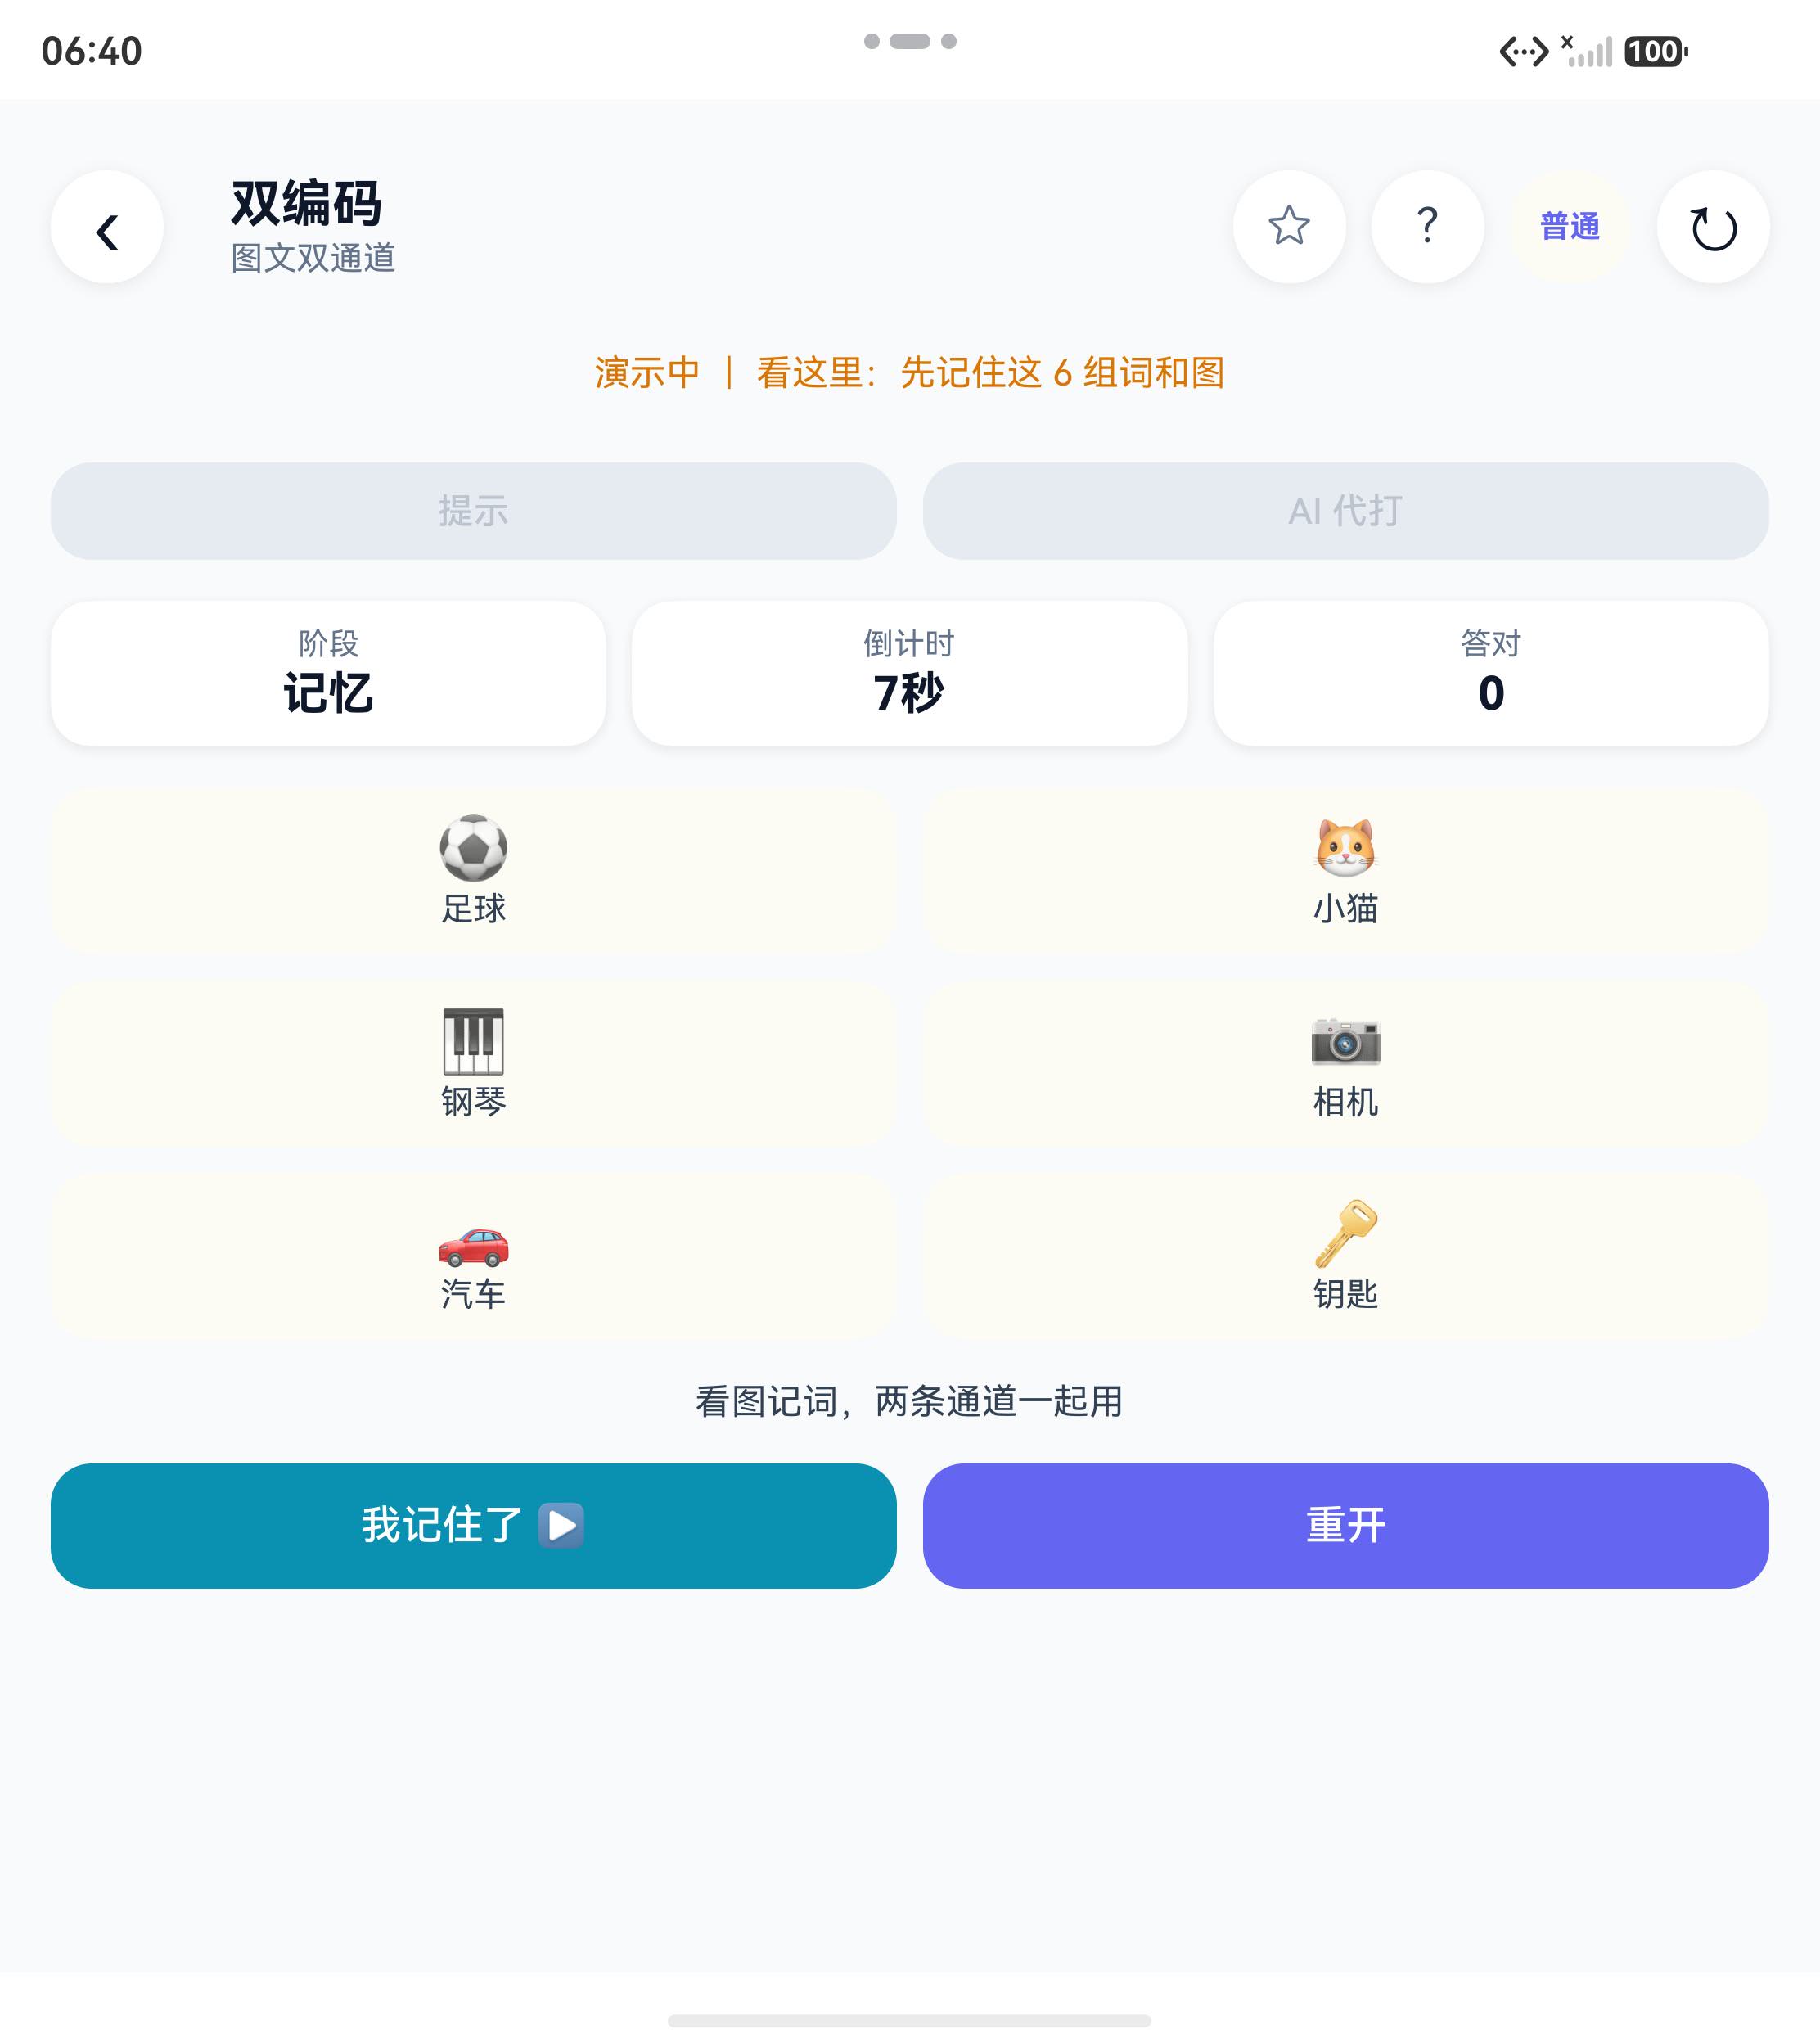 06:40
100
双编码
图文双通道
?
普通
演示中 | 看这里：先记住这 6 组词和图
提示
AI 代打
阶段
记忆
倒计时
7秒
答对
0
足球
小猫
钢琴
相机
汽车
钥匙
看图记词，两条通道一起用
我记住了 ▶️
重开